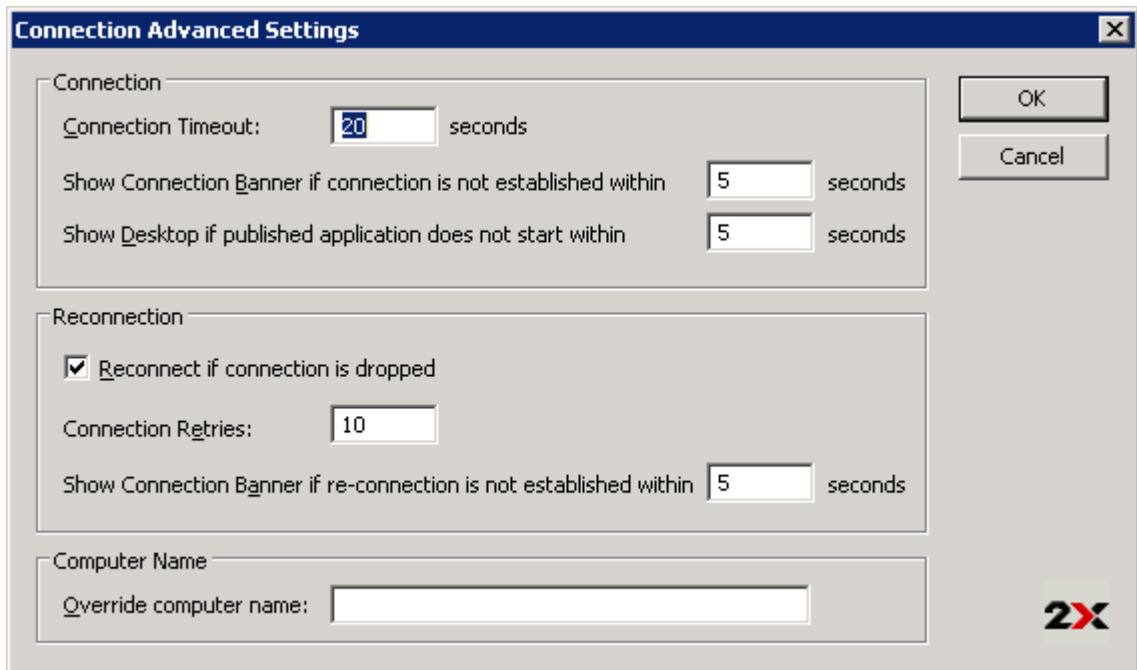 Connection Advanced Settings
Connection
OK
Connection Timeout: 20 seconds
Cancel
Show Connection Banner if connection is not established within 5 seconds
Show Desktop if published application does not start within 5 seconds
Reconnection
Reconnect if connection is dropped
Connection Retries: 10
Show Connection Banner if re-connection is not established within 5 seconds
Computer Name
Override computer name:
2X